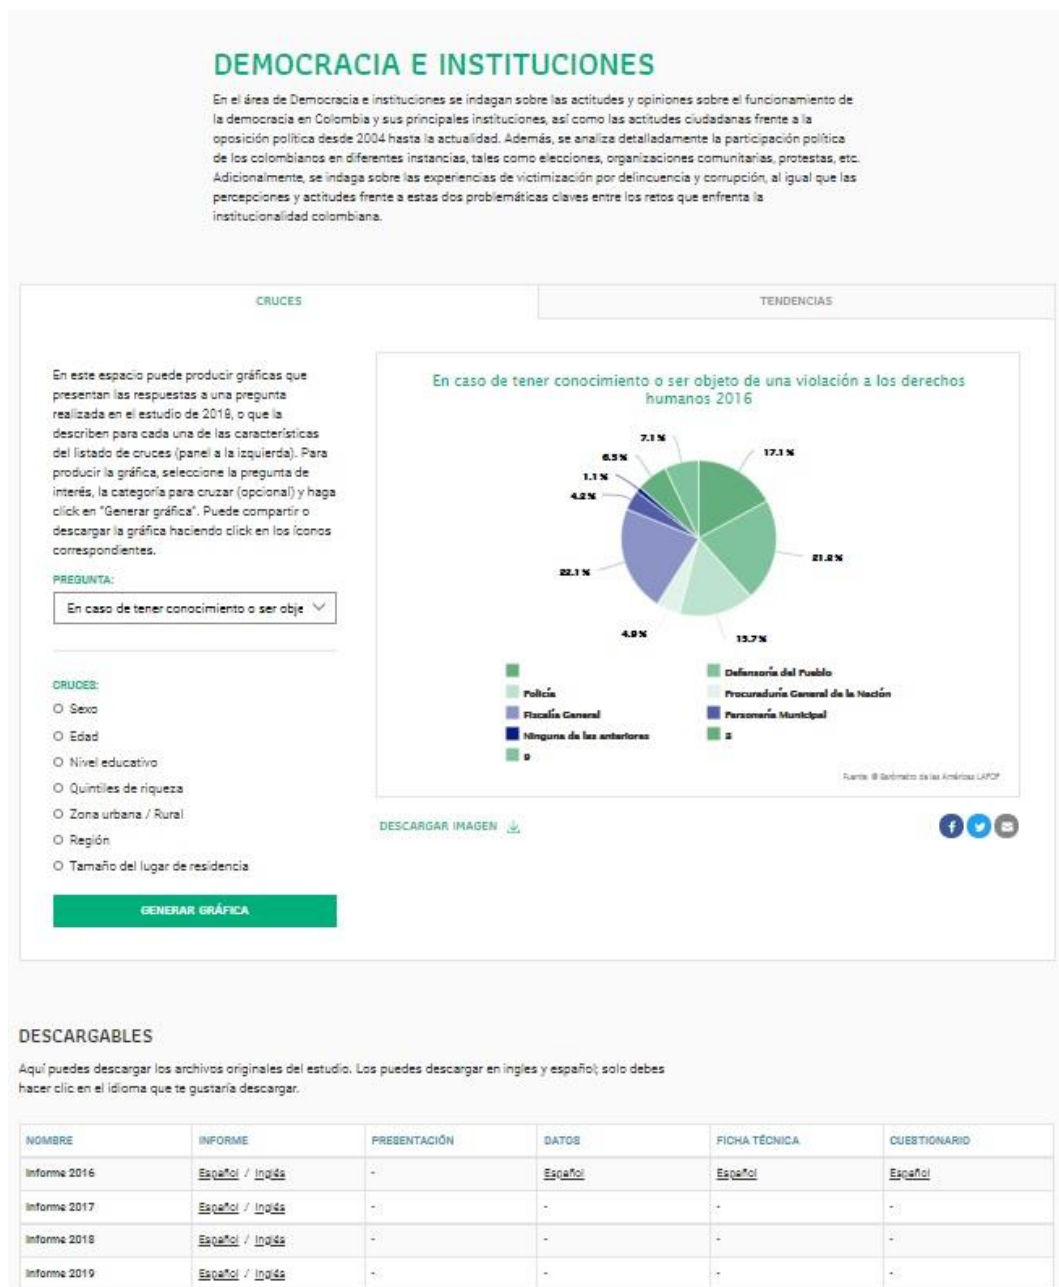 DEMOCRACIA E INSTITUCIONES
En el área de Democracia e instituciones se indagan sobre las actitudes y opiniones sobre el funcionamiento de
la democracia en Colombia y sus principales instituciones, así como las actitudes ciudadanas frente a la
oposición política desde 2004 hasta la actualidad. Además, se analiza detalladamente la participación política
de los colombianos en diferentes instancias, tales como elecciones, organizaciones comunitarias, protestas, etc.
Adicionalmente, se indaga sobre las experiencias de victimización por delincuencia y corrupción, al igual que las
percepciones y actitudes frente a estas dos problemáticas claves entre los retos que enfrenta la
institucionalidad colombiana.
CRUCES
TENDENCIAS
En este espacio puede producir gráficas que
presentan las respuestas a una pregunta
realizada en el estudio de 2018, o que la
describen para cada una de las características
del listado de cruces (panel a la izquierda). Para
producir la gráfica, seleccione la pregunta de
interés, la categoría para cruzar (opcional) y haga
click en "Generar gráfica". Puede compartir o
descargar la gráfica haciendo click en los íconos
correspondientes.
PREGUNTA:
En caso de tener conocimiento o ser obje
CRUCES:
Sexo
Edad
Nivel educativo
Quintiles de riqueza
Zona urbana / Rural
Región
Tamaño del lugar de residencia
GENERAR GRÁFICA
En caso de tener conocimiento o ser objeto de una violación a los derechos
humanos 2016
7.1 %
17.1 %
6.5 %
1.1 %
4.2 %
21.2 %
22.1 %
4.9 %
15.7 %
Defensoría del Pueblo
Policía
Procuraduría General de la Nación
Fiscalía General
Personería Municipal
Ninguna de las anteriores
8
9
Fuente: © Barómetro de las Américas LAPOP
DESCARGAR IMAGEN
DESCARGABLES
Aquí puedes descargar los archivos originales del estudio. Los puedes descargar en ingles y español; solo debes
hacer clic en el idioma que te gustaría descargar.
NOMBRE INFORME PRESENTACIÓN DATOS FICHA TÉCNICA CUESTIONARIO
Informe 2016 Español / Inglés - Español Español Español
Informe 2017 Español / Inglés - - - -
Informe 2018 Español / Inglés - - - -
Informe 2019 Español / Inglés - - - -